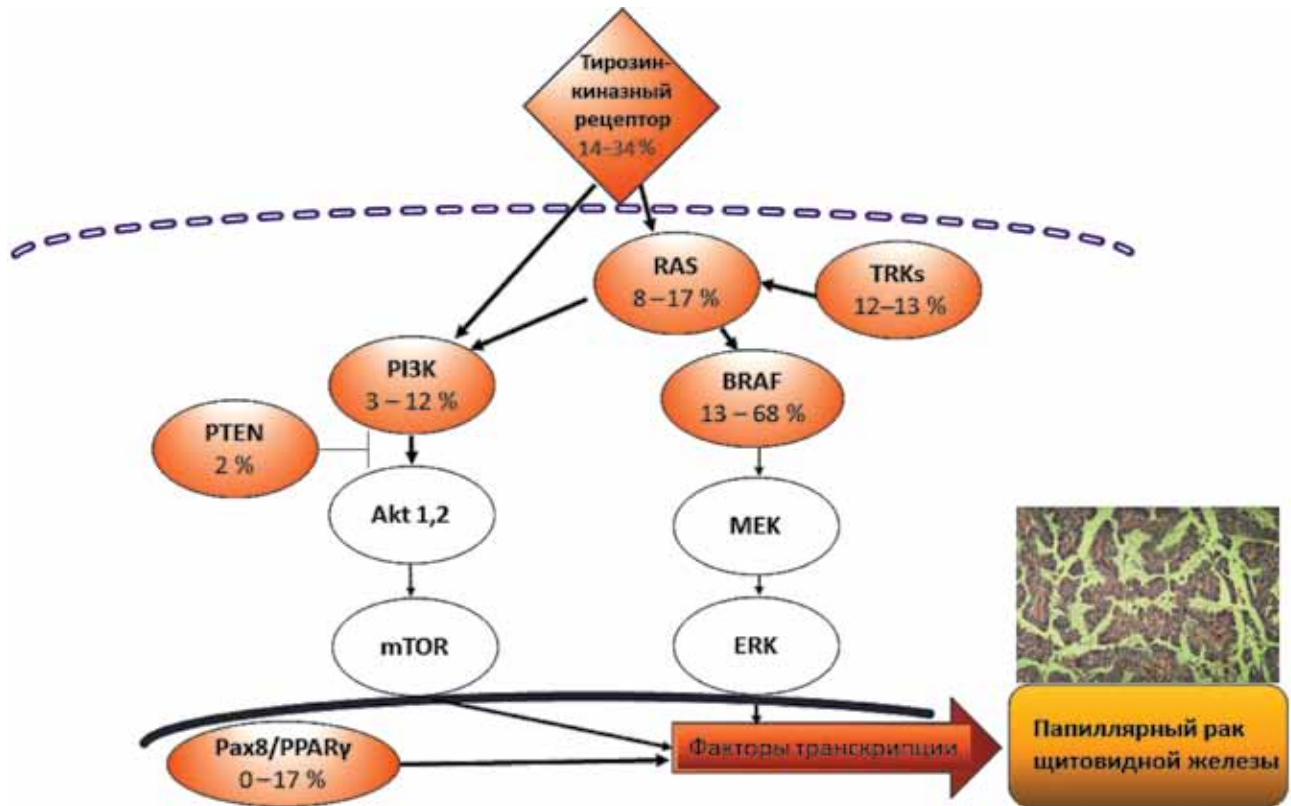 Тирозин-
киназный
рецептор
14–34 %
RAS
8 – 17 %
TRKs
12–13 %
PI3K
3 – 12 %
BRAF
13 – 68 %
PTEN
2 %
Akt 1,2
MEK
mTOR
ERK
Pax8/PPARγ
0 – 17 %
Факторы транскрипции
Папиллярный рак
щитовидной железы